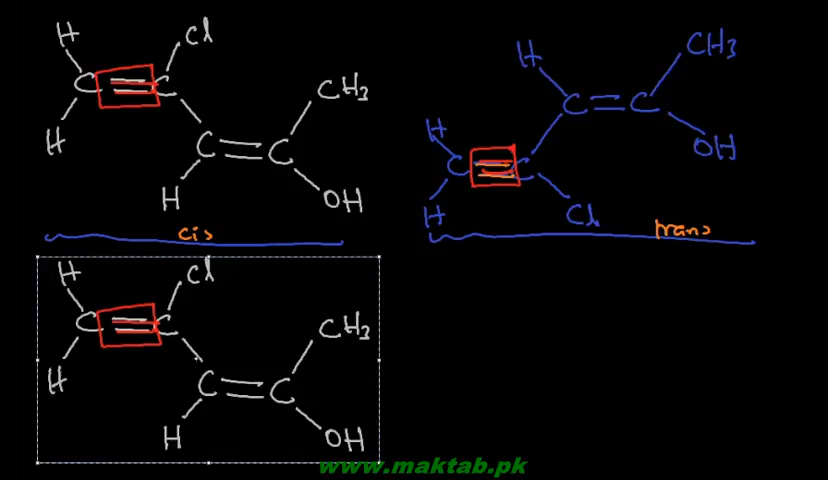 H Cl
C = C CH3
H C = C
H OH
cis
H CH3
C = C
H OH
C = C
H Cl
trans
H Cl
C = C CH3
H C = C
H OH
www.maktab.pk